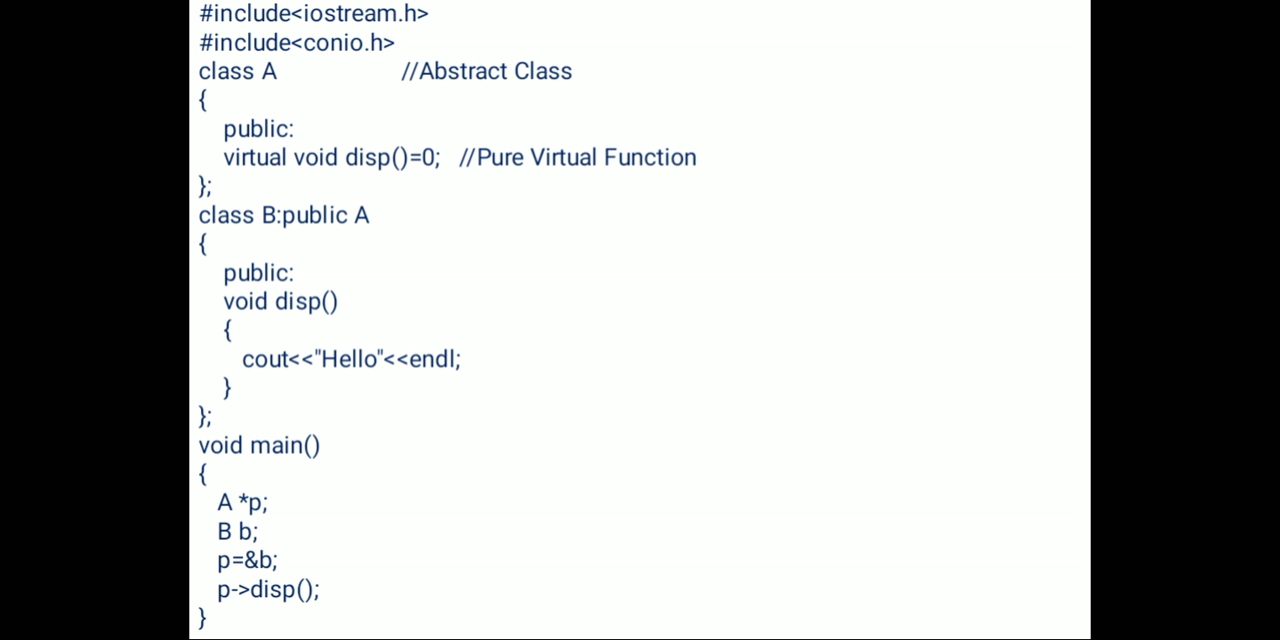 #include<iostream.h>
#include<conio.h>
class A                    //Abstract Class
{
    public:
    virtual void disp()=0;   //Pure Virtual Function
};
class B:public A
{
    public:
    void disp()
    {
       cout<<"Hello"<<endl;
    }
};
void main()
{
   A *p;
   B b;
   p=&b;
   p->disp();
}